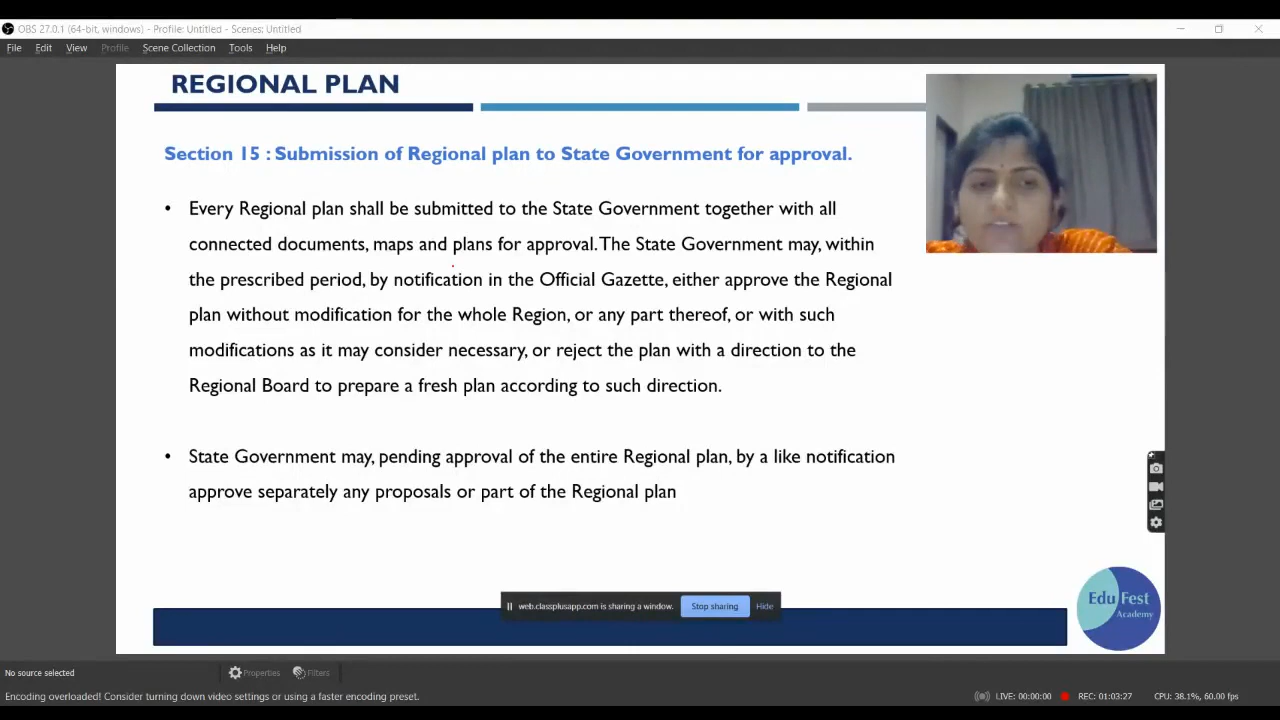 OBS 27.0.1 (64-bit, windows) - Profile: Untitled - Scenes: Untitled
File Edit View Profile Scene Collection Tools Help
REGIONAL PLAN
Section 15 : Submission of Regional plan to State Government for approval.
• Every Regional plan shall be submitted to the State Government together with all
connected documents, maps and plans for approval. The State Government may, within
the prescribed period, by notification in the Official Gazette, either approve the Regional
plan without modification for the whole Region, or any part thereof, or with such
modifications as it may consider necessary, or reject the plan with a direction to the
Regional Board to prepare a fresh plan according to such direction.
• State Government may, pending approval of the entire Regional plan, by a like notification
approve separately any proposals or part of the Regional plan
web.classplusapp.com is sharing a window. Stop sharing Hide
Edu Fest
Academy
No source selected Properties Filters
Encoding overloaded! Consider turning down video settings or using a faster encoding preset. LIVE: 00:00:00 REC: 01:03:27 CPU: 38.1%, 60.00 fps